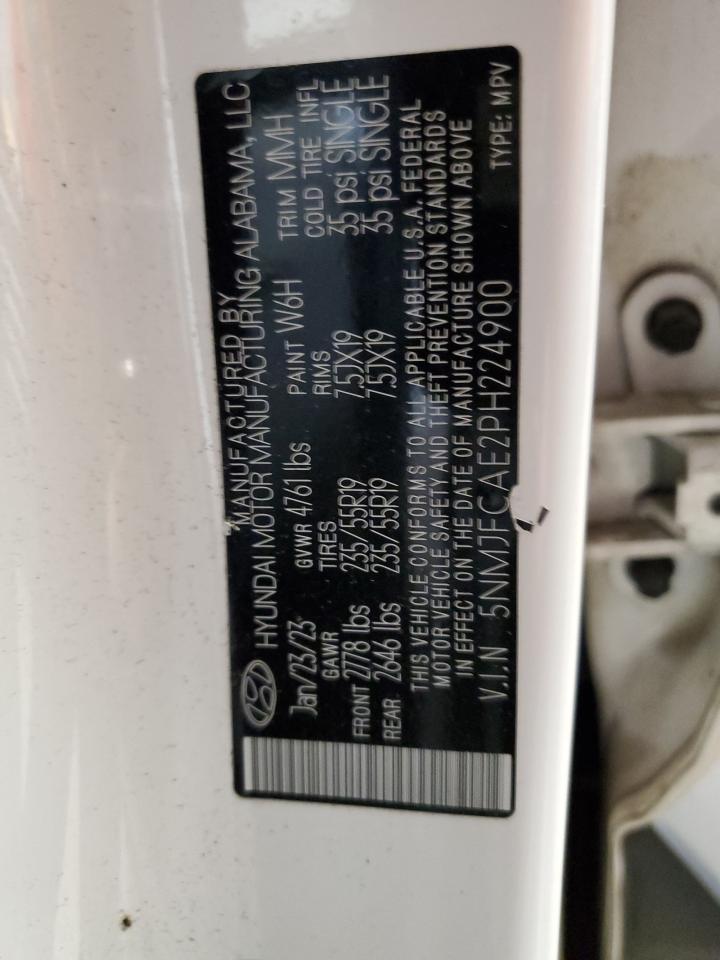 MANUFACTURED BY
HYUNDAI MOTOR MANUFACTURING ALABAMA, LLC
Jan/23/23 GVWR 4761 lbs PAINT W6H TRIM MMH
GAWR TIRES RIMS COLD TIRE INFL
FRONT 2778 lbs 235/55R19 7.5JX19 35 psi SINGLE
REAR 2646 lbs 235/55R19 7.5JX19 35 psi SINGLE
THIS VEHICLE CONFORMS TO ALL APPLICABLE U.S.A. FEDERAL
MOTOR VEHICLE SAFETY AND THEFT PREVENTION STANDARDS
IN EFFECT ON THE DATE OF MANUFACTURE SHOWN ABOVE
V.I.N 5NMJFCAE2PH224900 TYPE: MPV